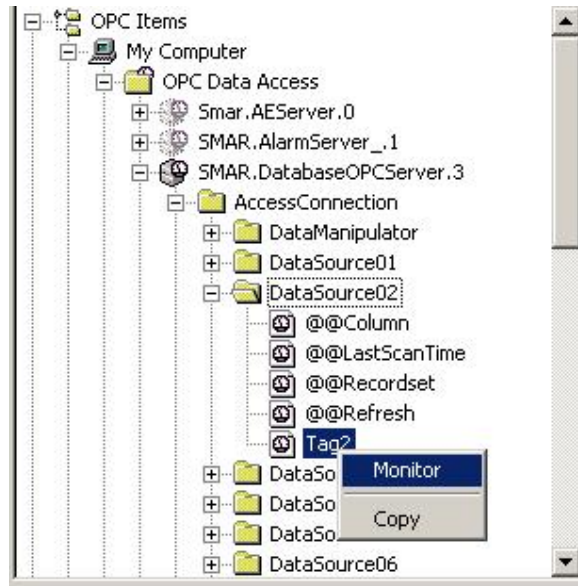 OPC Items
My Computer
OPC Data Access
Smar.AEServer.0
SMAR.AlarmServer_.1
SMAR.DatabaseOPCServer.3
AccessConnection
DataManipulator
DataSource01
DataSource02
@@Column
@@LastScanTime
@@Recordset
@@Refresh
Tag2
DataSo Monitor
DataSo
DataSo Copy
DataSource06